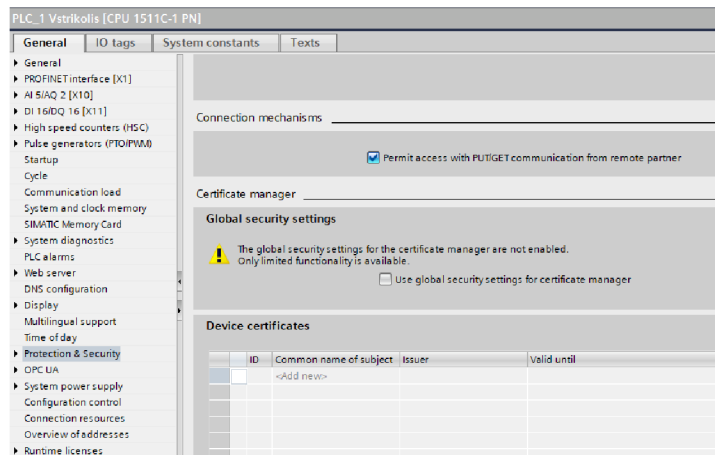 PLC_1 Vstrikolis [CPU 1511C-1 PN]
General IO tags System constants Texts
General
PROFINET interface [X1]
AI 5/AQ 2 [X10]
DI 16/DQ 16 [X11]
High speed counters (HSC)
Pulse generators (PTO/PWM)
Startup
Cycle
Communication load
System and clock memory
SIMATIC Memory Card
System diagnostics
PLC alarms
Web server
DNS configuration
Display
Multilingual support
Time of day
Protection & Security
OPC UA
System power supply
Configuration control
Connection resources
Overview of addresses
Runtime licenses
Connection mechanisms
Permit access with PUT/GET communication from remote partner
Certificate manager
Global security settings
The global security settings for the certificate manager are not enabled.
Only limited functionality is available.
Use global security settings for certificate manager
Device certificates
ID Common name of subject Issuer Valid until
<Add new>